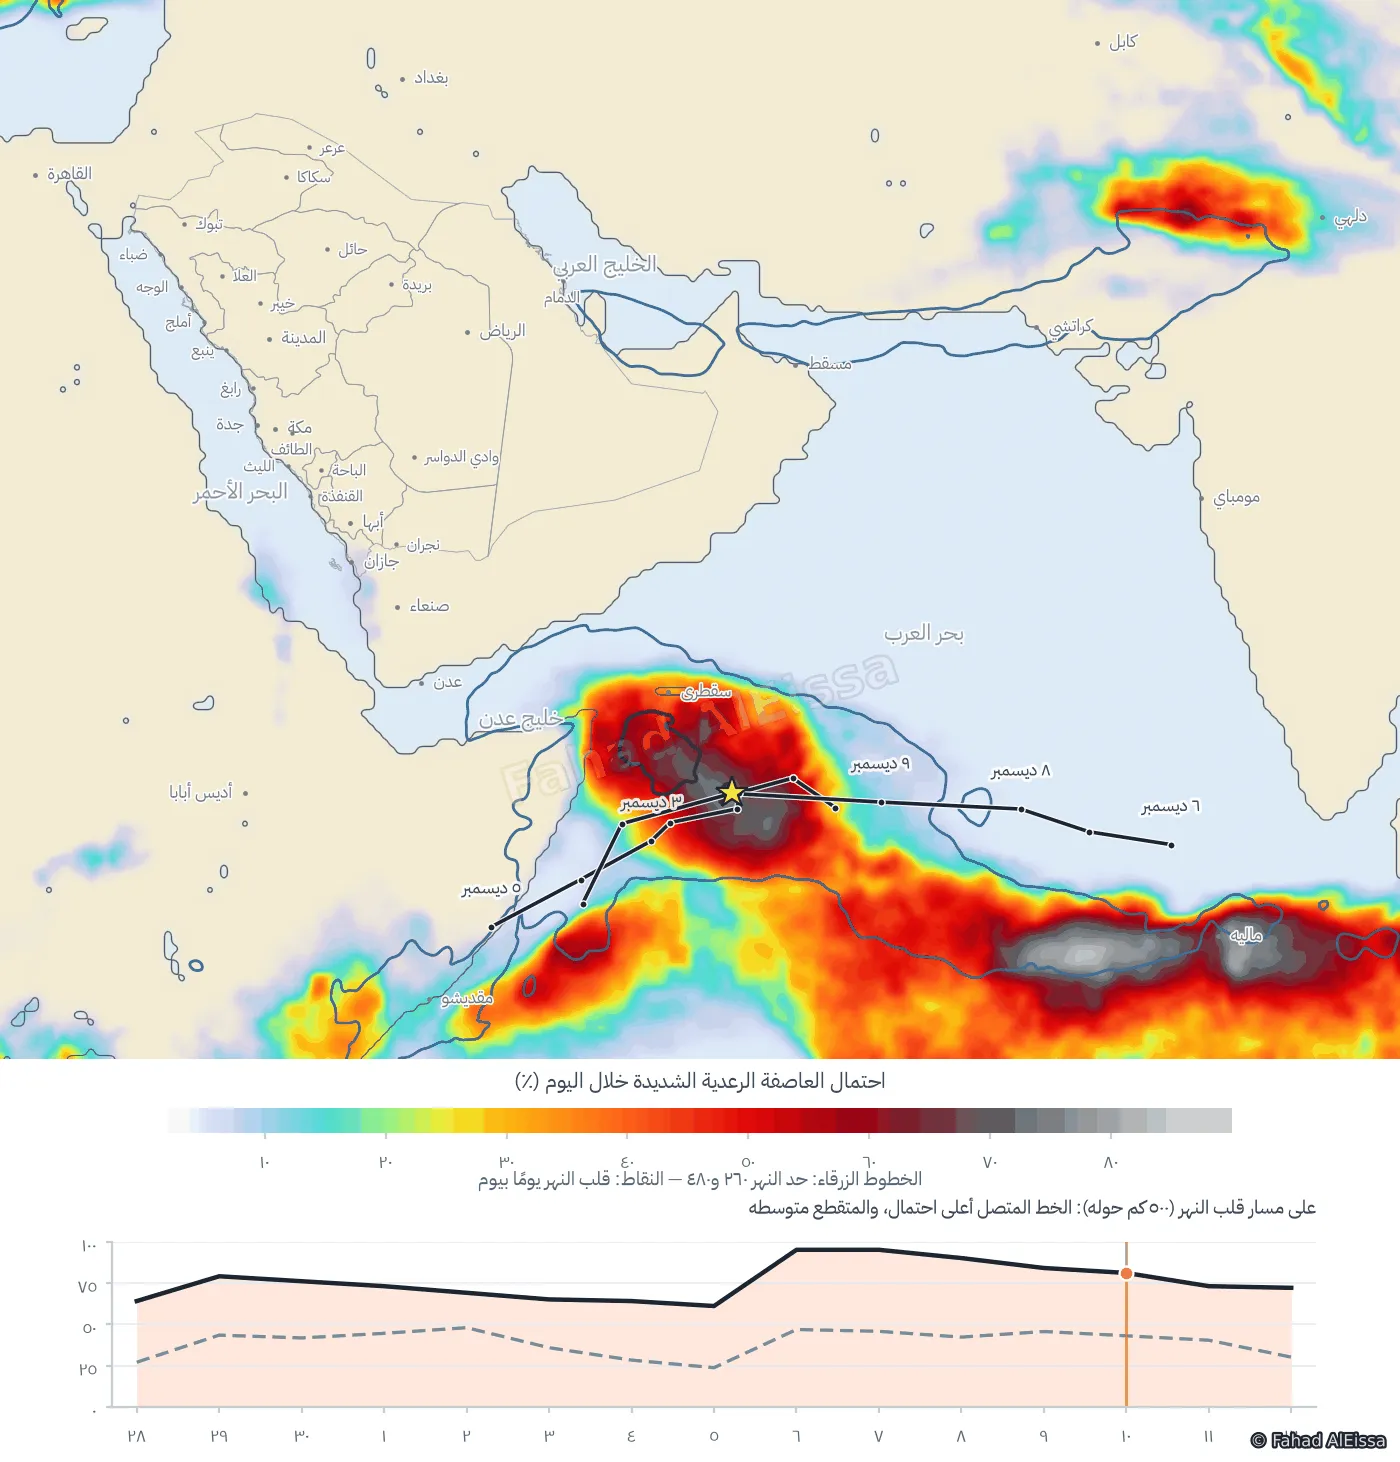 كابل
بغداد
عرعر
القاهرة
سكاكا
تبوك
دلهي
ضباء
حائل
الخليج العربي
العلا
الوجه
بريدة
الدمام
خيبر
أملج
الرياض
كراتشي
المدينة
ينبع
مسقط
رابغ
جدة
مكة
الطائف
وادي الدواسر
الليث
الباحة
البحر الأحمر
القنفذة
مومباي
أبها
نجران
جازان
صنعاء
بحر العرب
عدن
سقطرى
خليج عدن
Fahad AlEissa
٩ ديسمبر
٨ ديسمبر
أديس أبابا
٣ ديسمبر
٦ ديسمبر
٥ ديسمبر
ماليه
مقديشو
احتمال العاصفة الرعدية الشديدة خلال اليوم (٪)
١٠ ٢٠ ٣٠ ٤٠ ٥٠ ٦٠ ٧٠ ٨٠
الخطوط الزرقاء: حد النهر ٢٦٠ و٤٨٠ — النقاط: قلب النهر يومًا بيوم
على مسار قلب النهر (٥٠٠ كم حوله): الخط المتصل أعلى احتمال، والمتقطع متوسطه
١٠٠
٧٥
٥٠
٢٥
٠
٢٨ ٢٩ ٣٠ ١ ٢ ٣ ٤ ٥ ٦ ٧ ٨ ٩ ١٠ ١١
© Fahad AlEissa